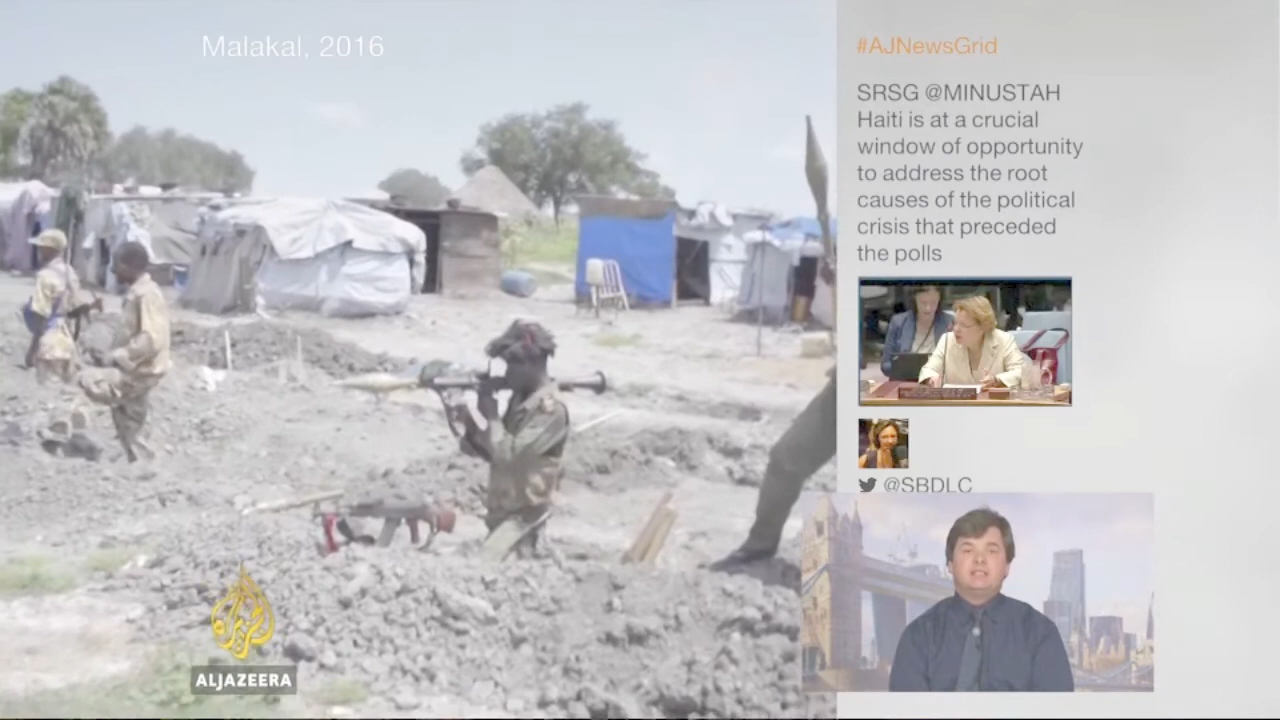 Malakal, 2016
#AJNewsGrid
SRSG @MINUSTAH
Haiti is at a crucial
window of opportunity
to address the root
causes of the political
crisis that preceded
the polls
@SBDLC
ALJAZEERA